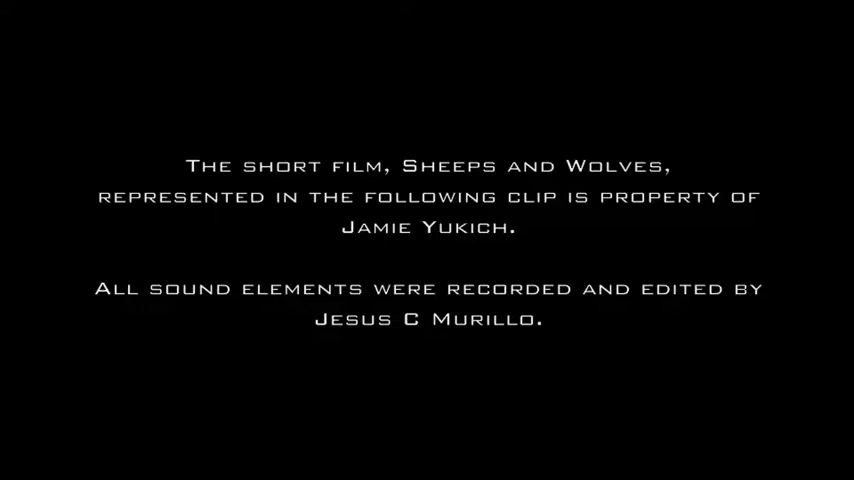 The short film, Sheeps and Wolves,
represented in the following clip is property of
Jamie Yukich.
All sound elements were recorded and edited by
Jesus C Murillo.